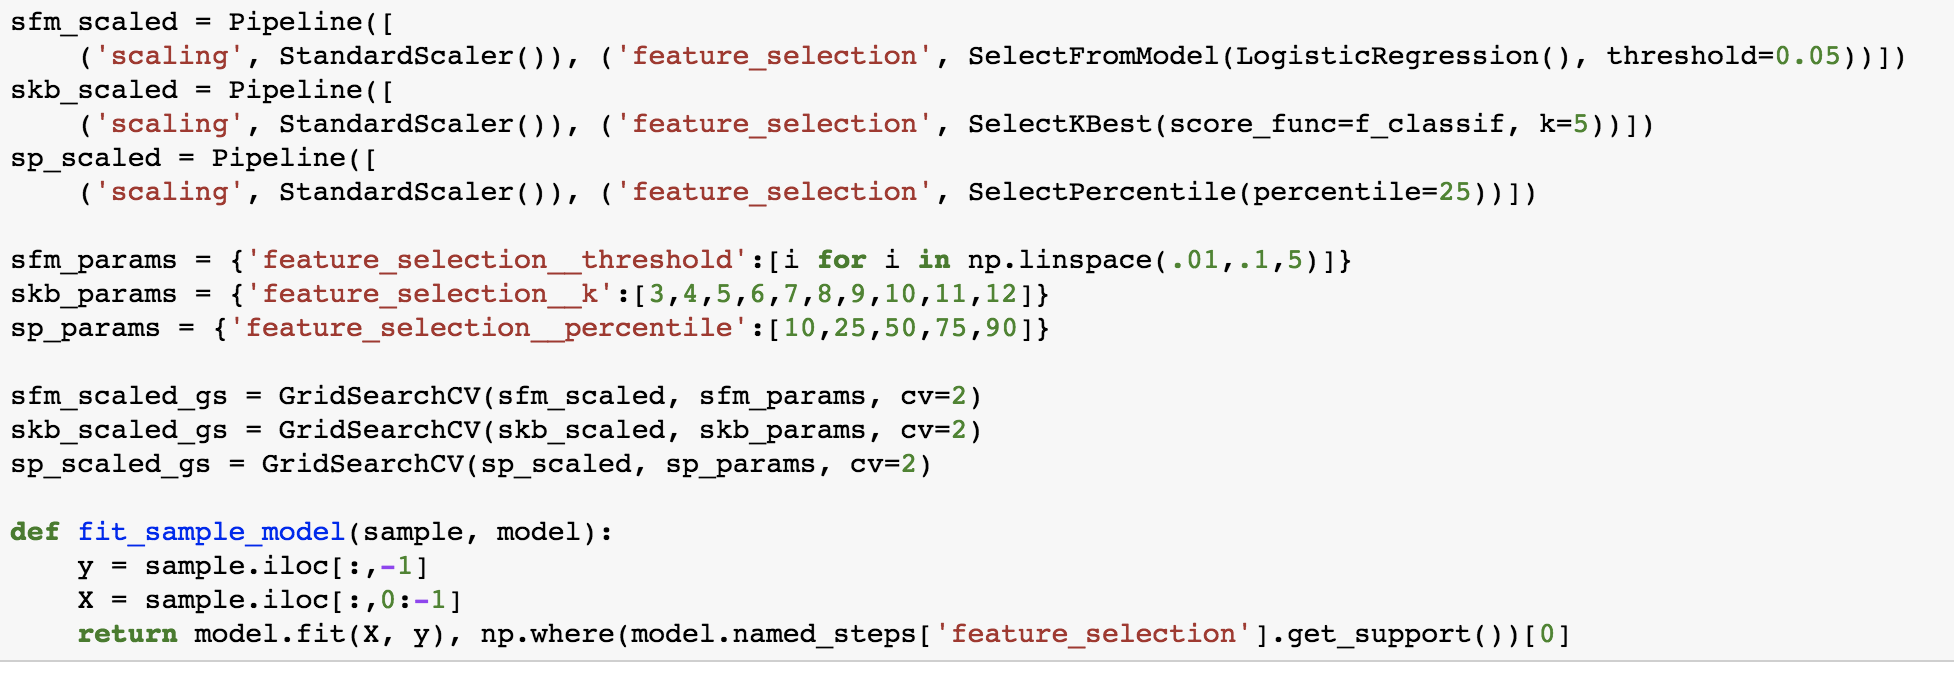 sfm_scaled = Pipeline([
    ('scaling', StandardScaler()), ('feature_selection', SelectFromModel(LogisticRegression(), threshold=0.05))])
skb_scaled = Pipeline([
    ('scaling', StandardScaler()), ('feature_selection', SelectKBest(score_func=f_classif, k=5))])
sp_scaled = Pipeline([
    ('scaling', StandardScaler()), ('feature_selection', SelectPercentile(percentile=25))])

sfm_params = {'feature_selection__threshold':[i for i in np.linspace(.01,.1,5)]}
skb_params = {'feature_selection__k':[3,4,5,6,7,8,9,10,11,12]}
sp_params = {'feature_selection__percentile':[10,25,50,75,90]}

sfm_scaled_gs = GridSearchCV(sfm_scaled, sfm_params, cv=2)
skb_scaled_gs = GridSearchCV(skb_scaled, skb_params, cv=2)
sp_scaled_gs = GridSearchCV(sp_scaled, sp_params, cv=2)

def fit_sample_model(sample, model):
    y = sample.iloc[:,-1]
    X = sample.iloc[:,0:-1]
    return model.fit(X, y), np.where(model.named_steps['feature_selection'].get_support())[0]